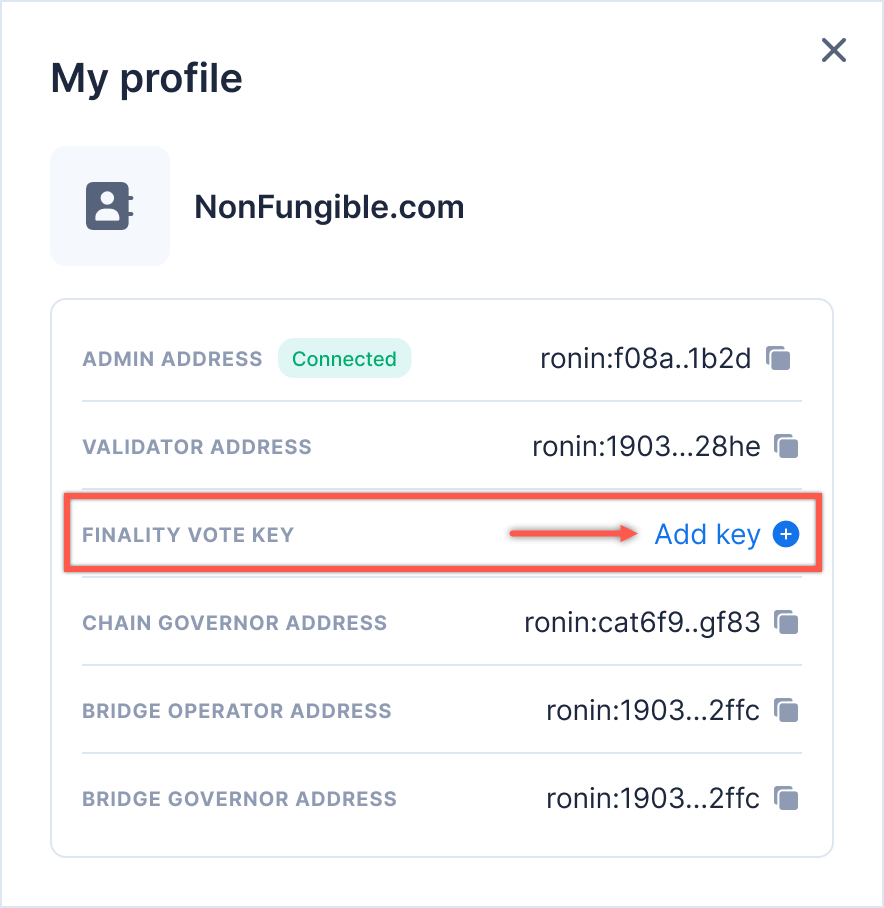 My profile
NonFungible.com
ADMIN ADDRESS Connected ronin:f08a..1b2d
VALIDATOR ADDRESS ronin:1903...28he
FINALITY VOTE KEY Add key
CHAIN GOVERNOR ADDRESS ronin:cat6f9..gf83
BRIDGE OPERATOR ADDRESS ronin:1903...2ffc
BRIDGE GOVERNOR ADDRESS ronin:1903...2ffc